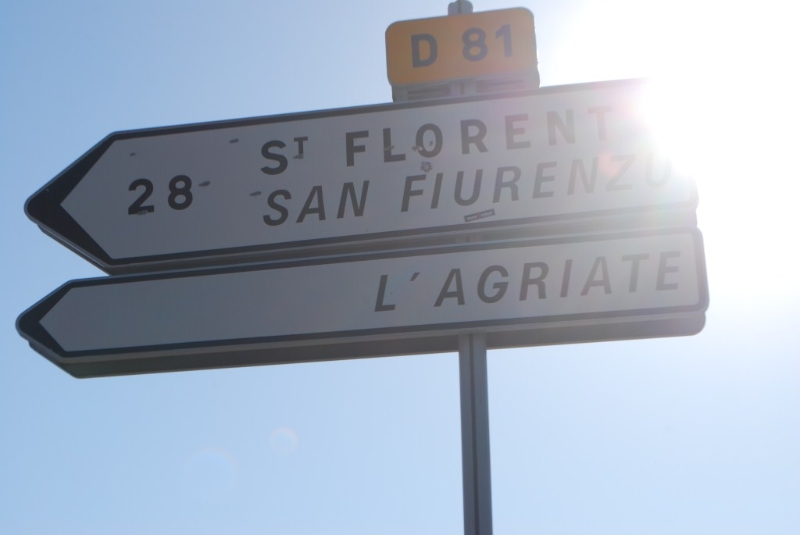 D 81
28 ST FLORENT
SAN FIURENZU
L'AGRIATE